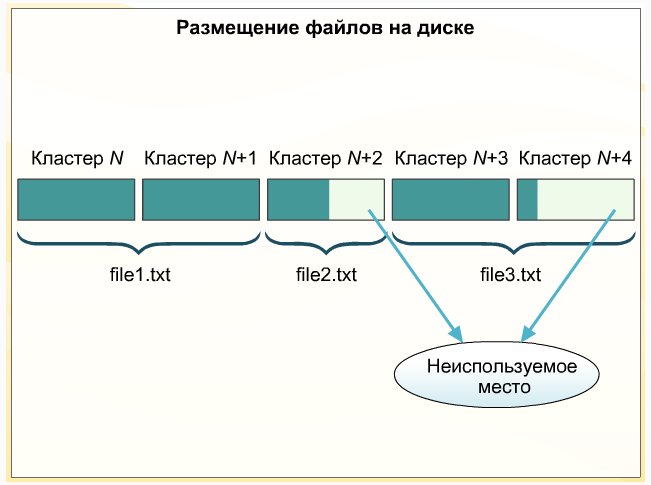 Размещение файлов на диске
Кластер N Кластер N+1 Кластер N+2 Кластер N+3 Кластер N+4
file1.txt file2.txt file3.txt
Неиспользуемое
место